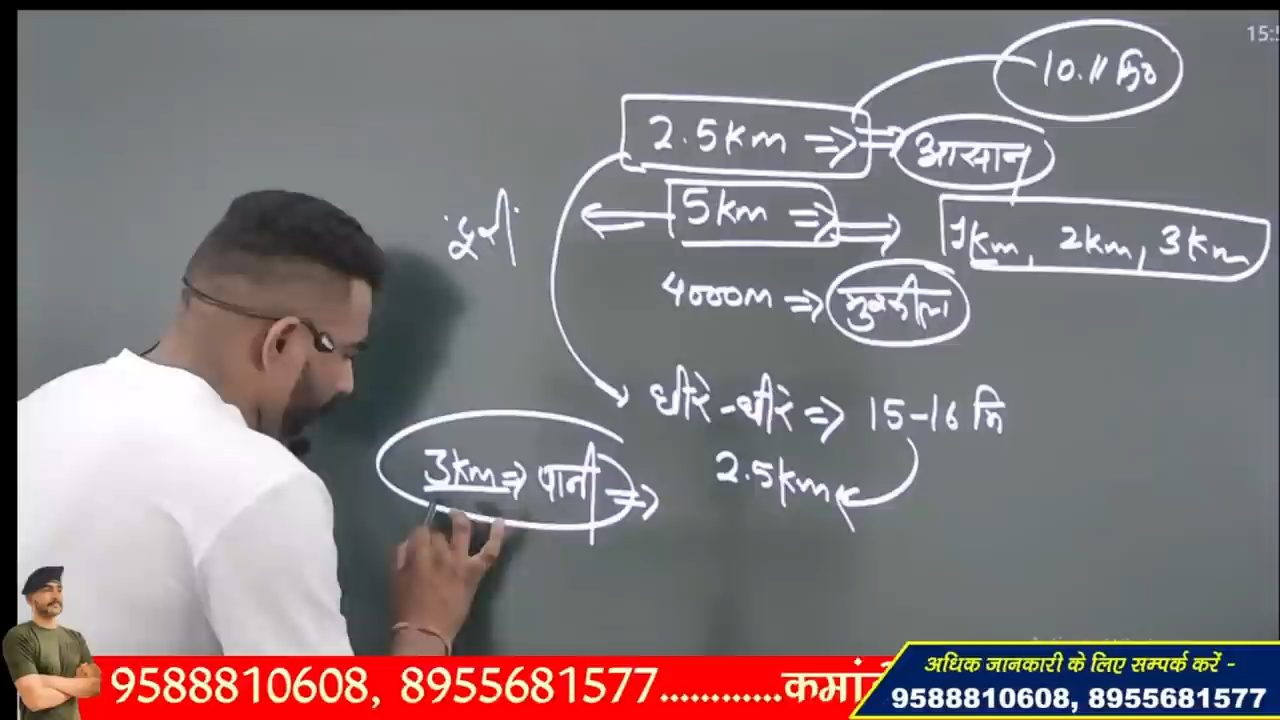 15:5
10.11 मि०
2.5km ⇒ ⇒ आसान
दूरी
5km ⇒ 1km, 2km, 3km
4000m ⇒ मुश्कील
धीरे-धीरे ⇒ 15-16 मि
3km ⇒ पानी ⇒
2.5km
9588810608, 8955681577............कमां
अधिक जानकारी के लिए सम्पर्क करें -
9588810608, 8955681577